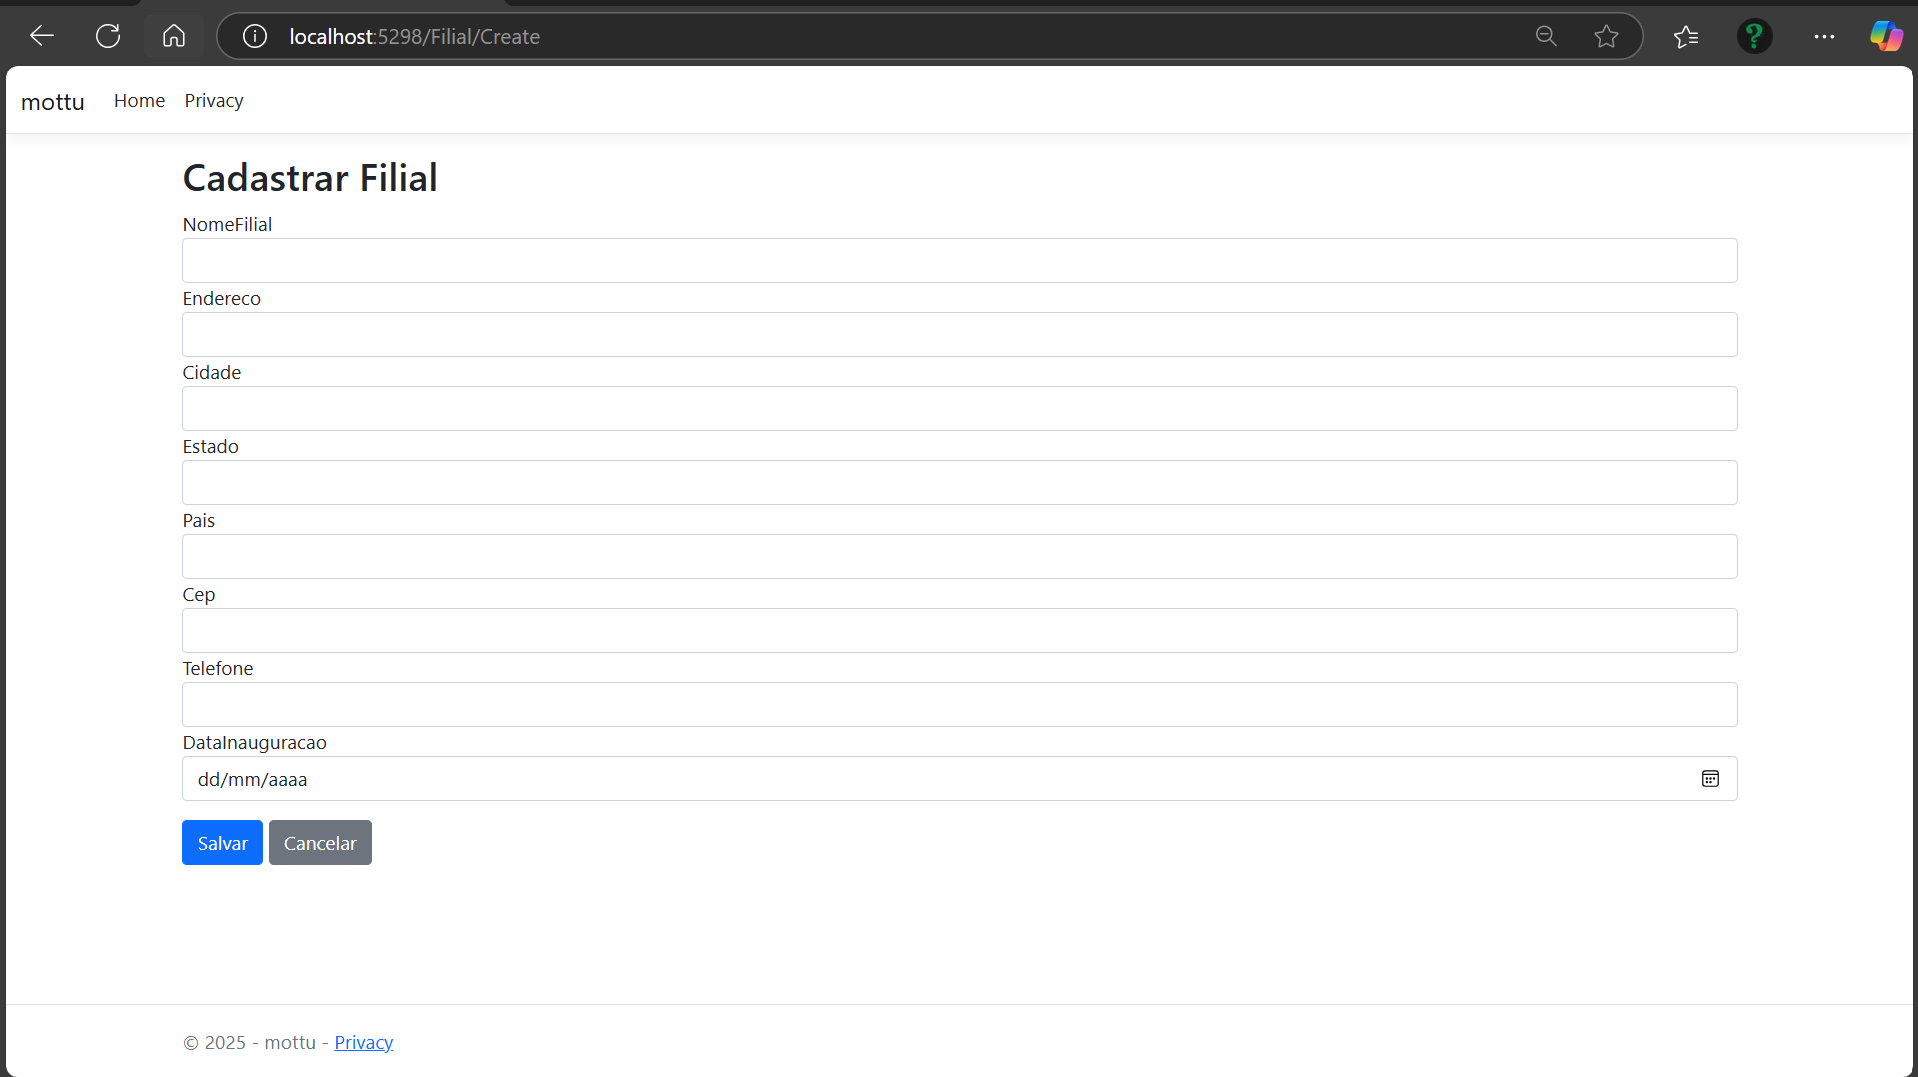 localhost:5298/Filial/Create
mottu Home Privacy
Cadastrar Filial
NomeFilial
Endereco
Cidade
Estado
Pais
Cep
Telefone
DataInauguracao
dd/mm/aaaa
Salvar Cancelar
© 2025 - mottu - Privacy